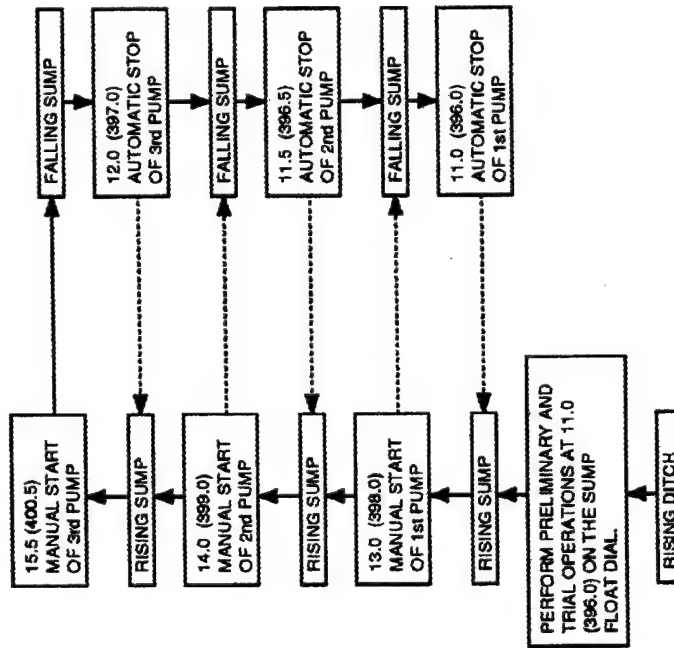 15.5 (400.5)
MANUAL START
OF 3rd PUMP
FALLING SUMP
12.0 (397.0)
AUTOMATIC STOP
OF 3rd PUMP
RISING SUMP
FALLING SUMP
14.0 (399.0)
MANUAL START
OF 2nd PUMP
11.5 (396.5)
AUTOMATIC STOP
OF 2nd PUMP
RISING SUMP
FALLING SUMP
13.0 (398.0)
MANUAL START
OF 1st PUMP
11.0 (396.0)
AUTOMATIC STOP
OF 1st PUMP
RISING SUMP
PERFORM PRELIMINARY AND
TRIAL OPERATIONS AT 11.0
(396.0) ON THE SUMP
FLOAT DIAL.
RISING DITCH